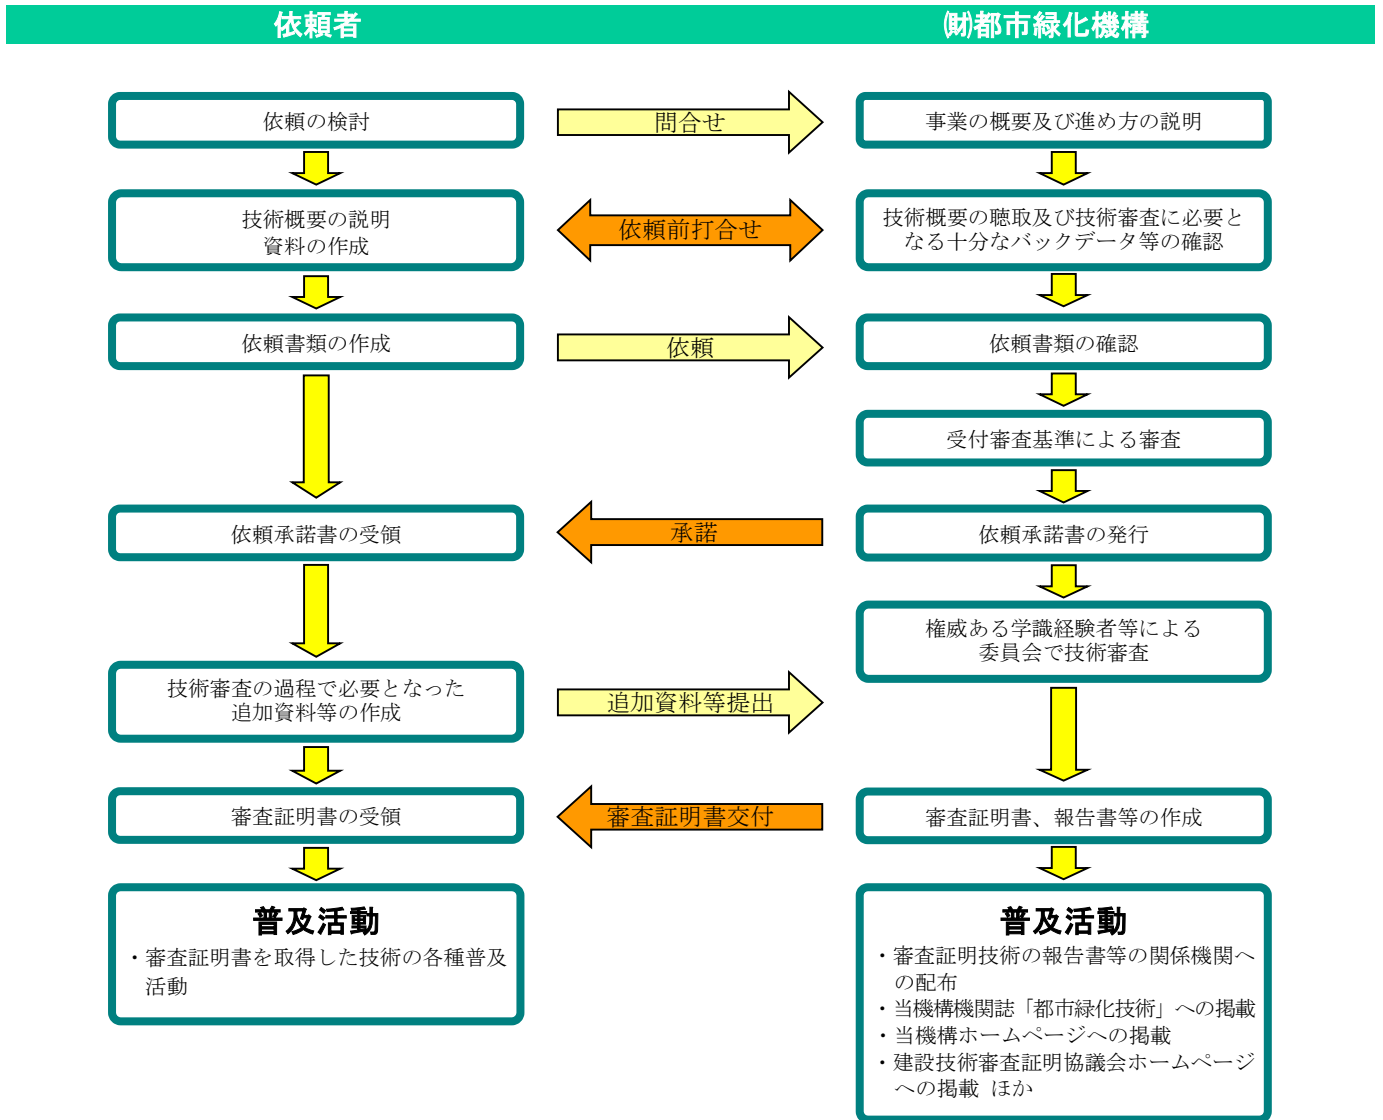 依頼者
㈶都市緑化機構
依頼の検討
問合せ
事業の概要及び進め方の説明
技術概要の説明
資料の作成
依頼前打合せ
技術概要の聴取及び技術審査に必要と
なる十分なバックデータ等の確認
依頼書類の作成
依頼
依頼書類の確認
受付審査基準による審査
依頼承諾書の受領
承諾
依頼承諾書の発行
権威ある学識経験者等による
委員会で技術審査
技術審査の過程で必要となった
追加資料等の作成
追加資料等提出
審査証明書の受領
審査証明書交付
審査証明書、報告書等の作成
普及活動
・審査証明書を取得した技術の各種普及
活動
普及活動
・審査証明技術の報告書等の関係機関へ
の配布
・当機構機関誌「都市緑化技術」への掲載
・当機構ホームページへの掲載
・建設技術審査証明協議会ホームページ
への掲載 ほか